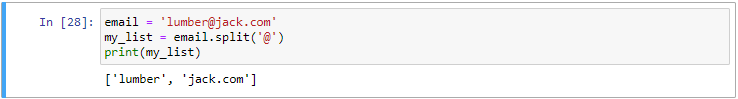 In [28]: email = 'lumber@jack.com'
my_list = email.split('@')
print(my_list)
['lumber', 'jack.com']